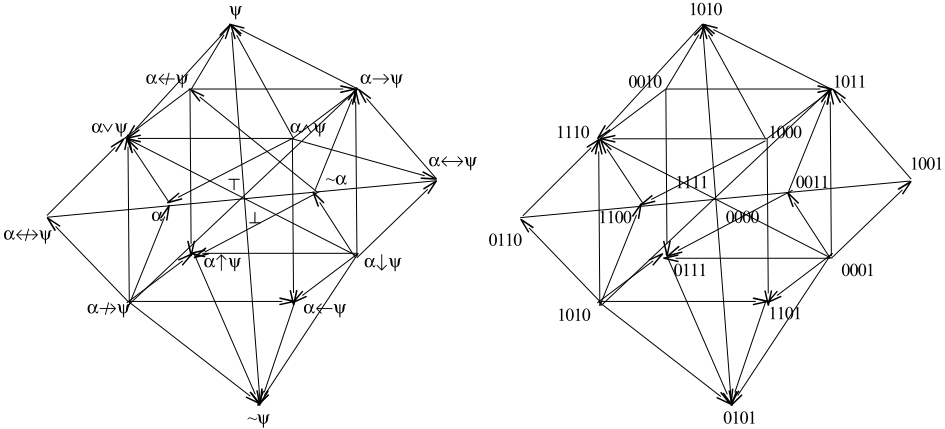 ψ
α↚ψ
α→ψ
α∨ψ
α∧ψ
α↔ψ
⊤
~α
α
⊥
α↮ψ
α↑ψ
α↓ψ
α↛ψ
α←ψ
~ψ
1010
0010
1011
1110
1000
1001
1111
0011
1100
0000
0110
0111
0001
1010
1101
0101